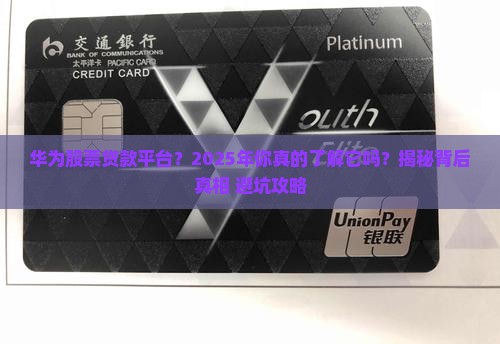 交通銀行
BANK OF COMMUNICATIONS
太平洋卡 PACIFIC CARD
CREDIT CARD
Platinum
Youth
Elite
华为股票贷款平台？2025年你真的了解它吗？揭秘背后
真相 避坑攻略
UnionPay
银联